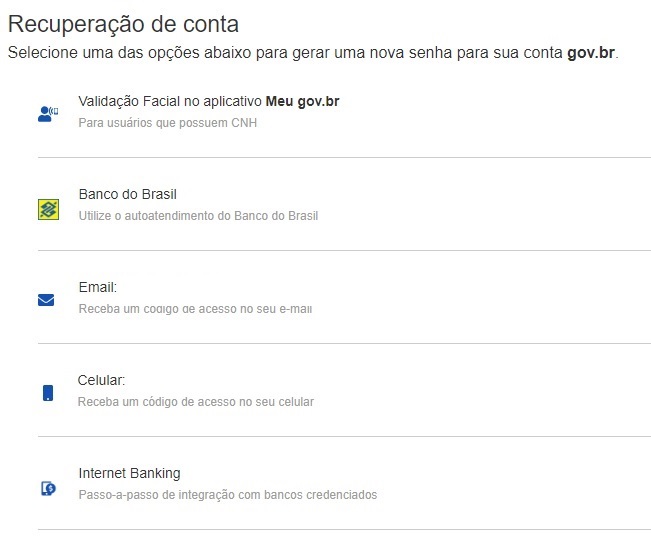 Recuperação de conta
Selecione uma das opções abaixo para gerar uma nova senha para sua conta gov.br.
Validação Facial no aplicativo Meu gov.br
Para usuários que possuem CNH
Banco do Brasil
Utilize o autoatendimento do Banco do Brasil
Email:
Receba um código de acesso no seu e-mail
Celular:
Receba um código de acesso no seu celular
Internet Banking
Passo-a-passo de integração com bancos credenciados